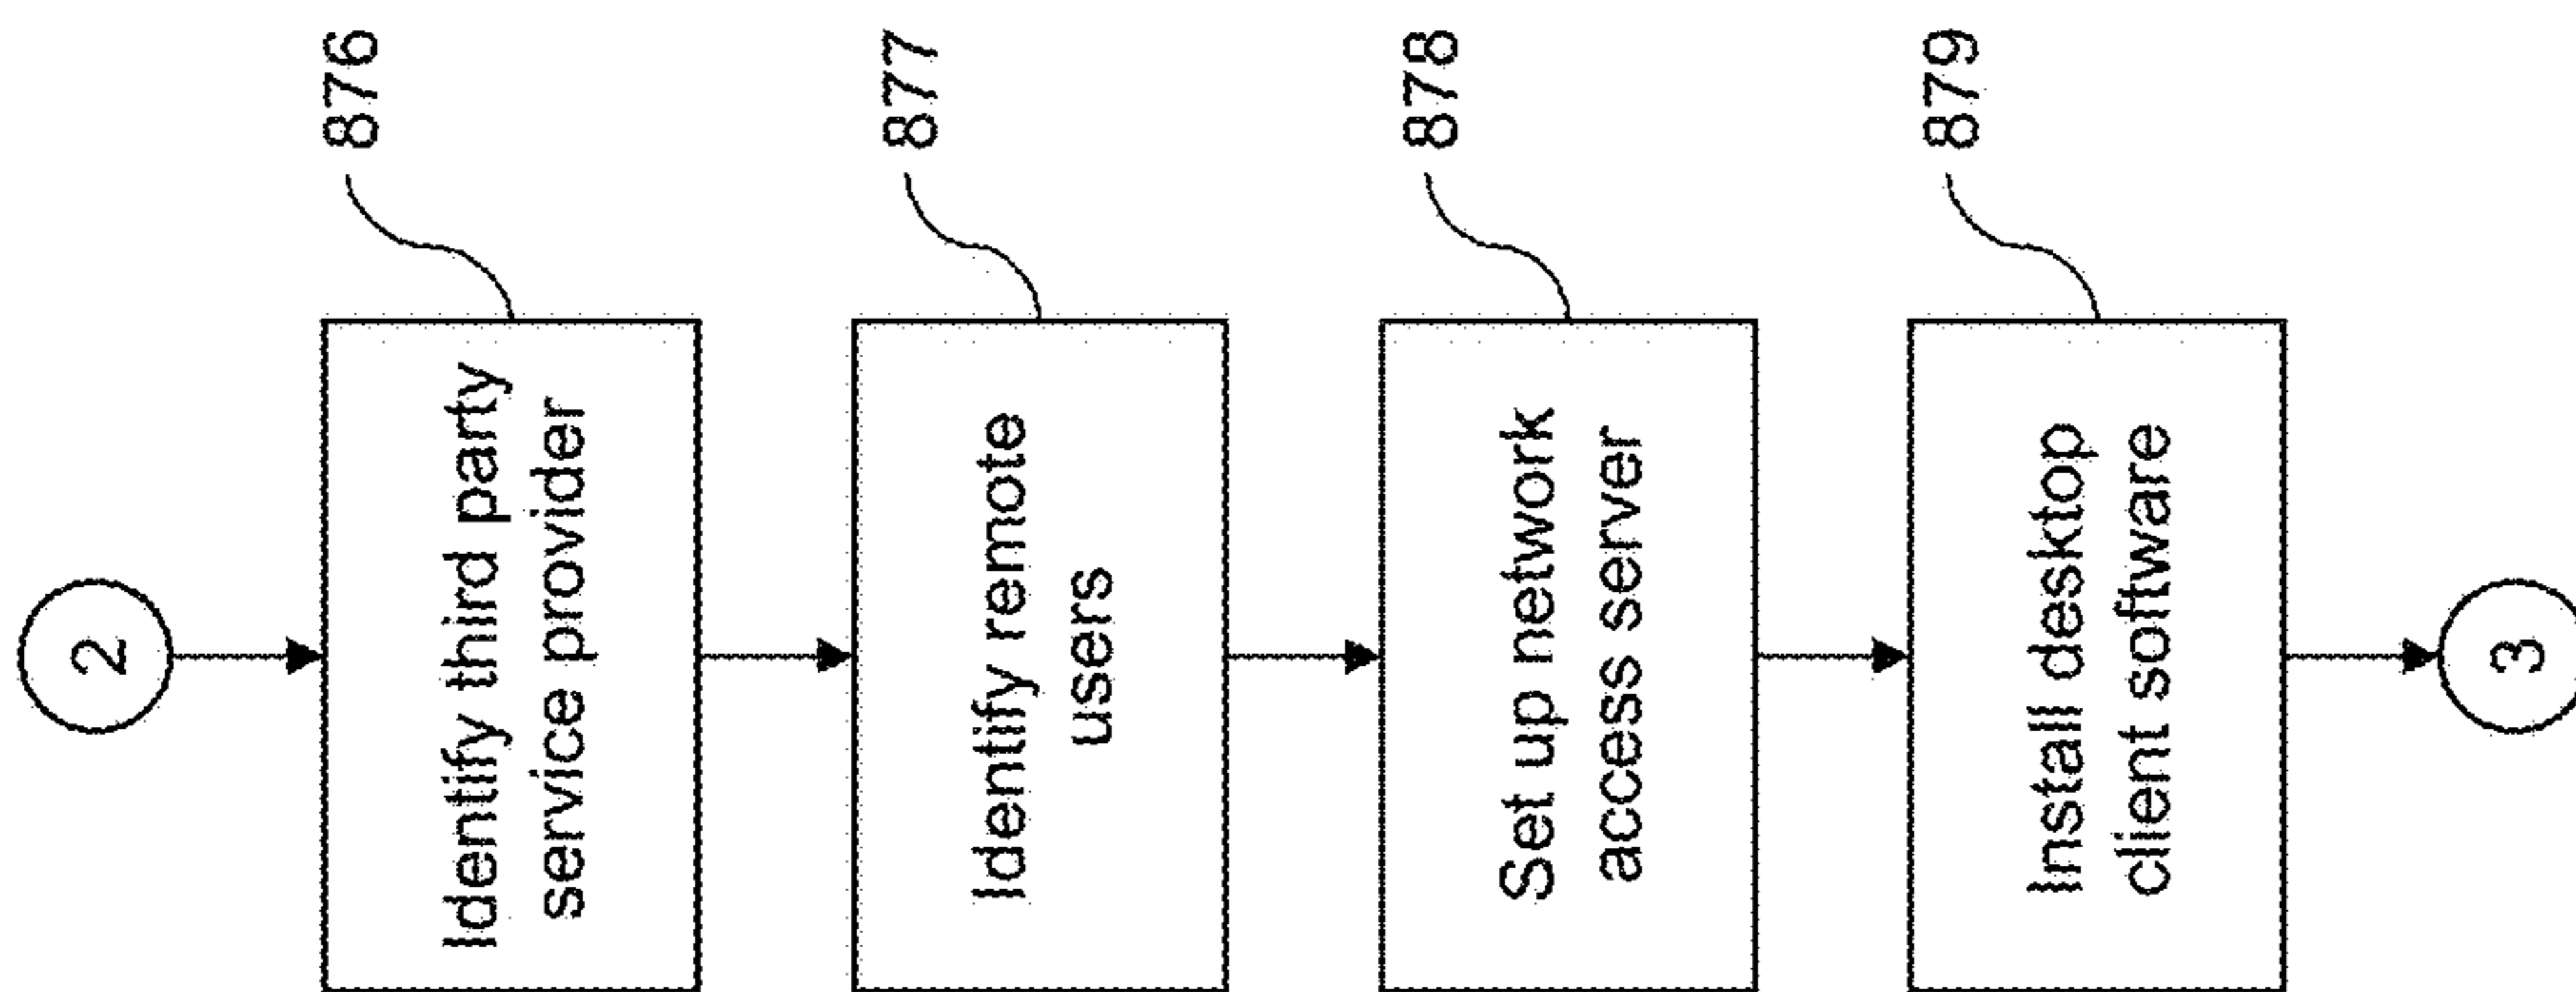 2
876
Identify third party
service provider
877
Identify remote
users
878
Set up network
access server
879
Install desktop
client software
3